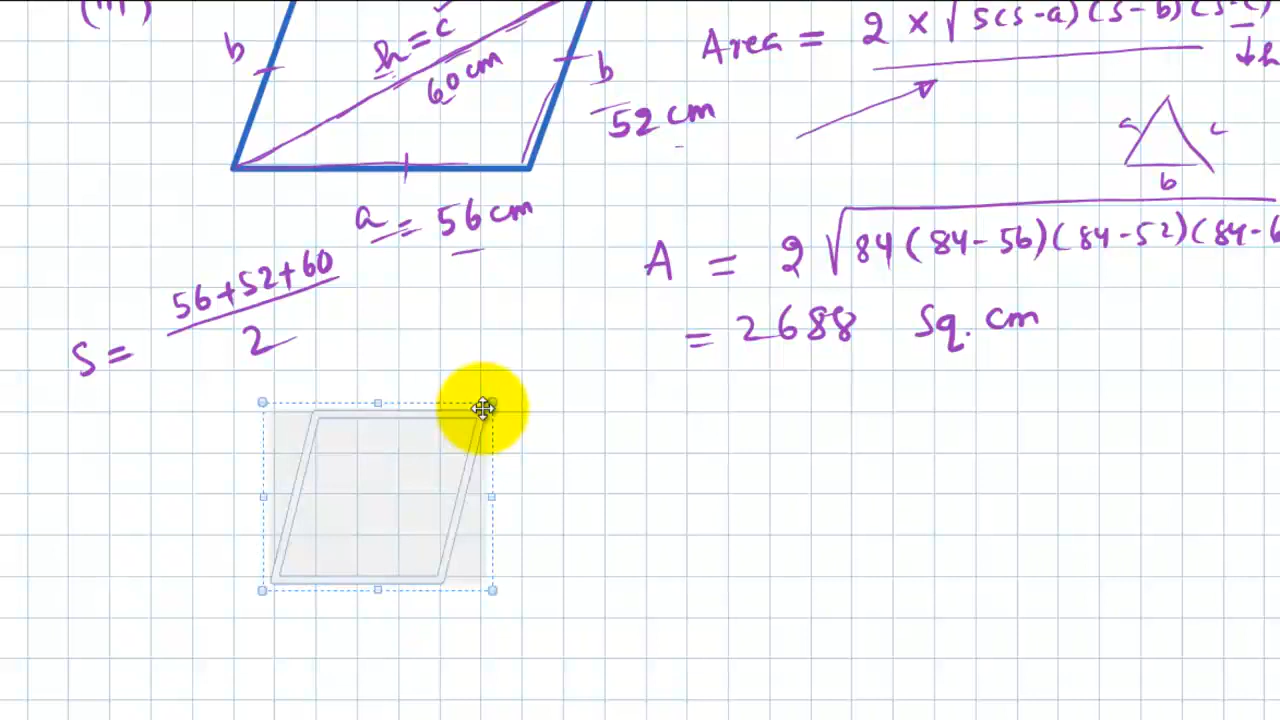 (III)
b
h = c
60 cm
b
52 cm
a = 56 cm
Area = 2 × √s(s-a)(s-b)(s-c)
↓h
c
b
A = 2 √84(84-56)(84-52)(84-6
= 2688 Sq. cm
S = 56+52+60
2